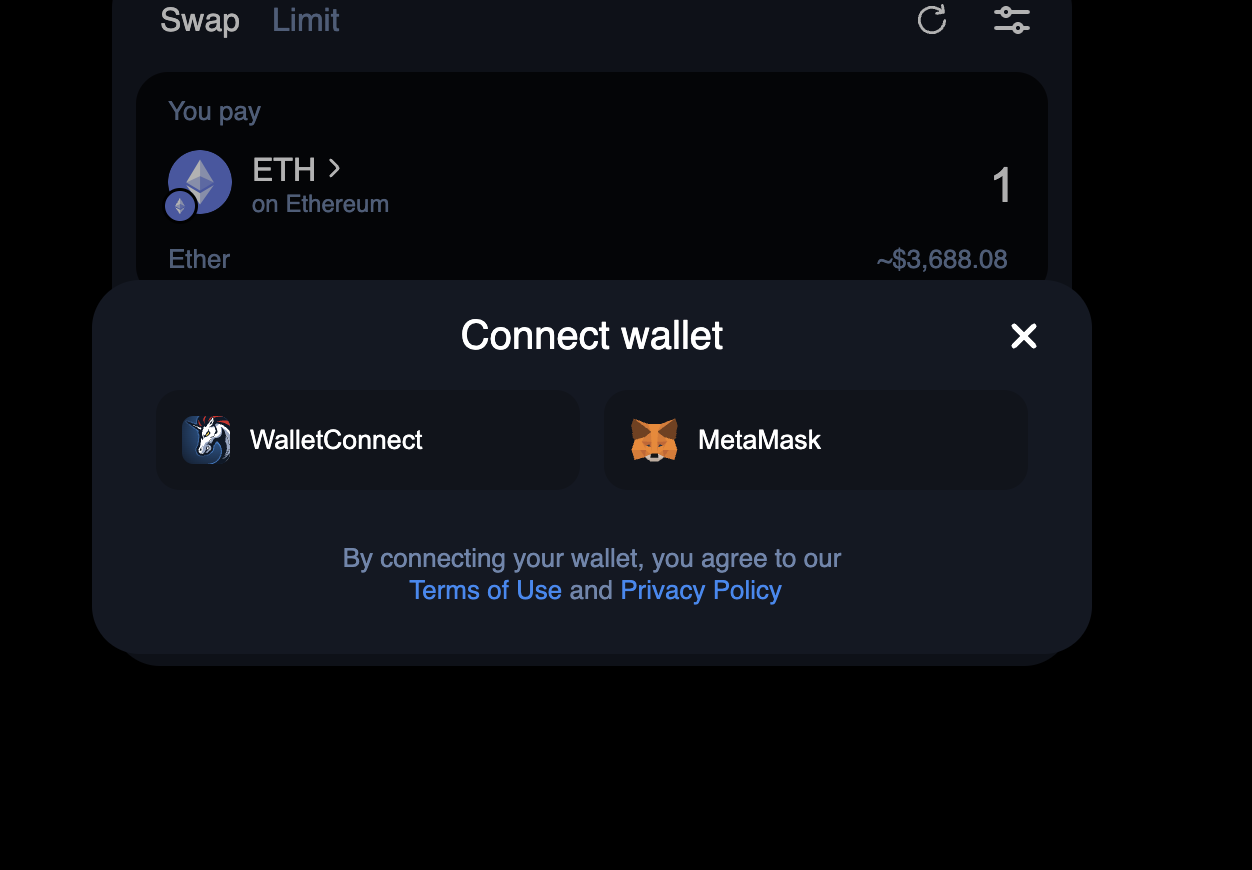 Swap Limit
You pay
ETH
1
on Ethereum
Ether
~$3,688.08
Connect wallet
WalletConnect
MetaMask
By connecting your wallet, you agree to our
Terms of Use and Privacy Policy